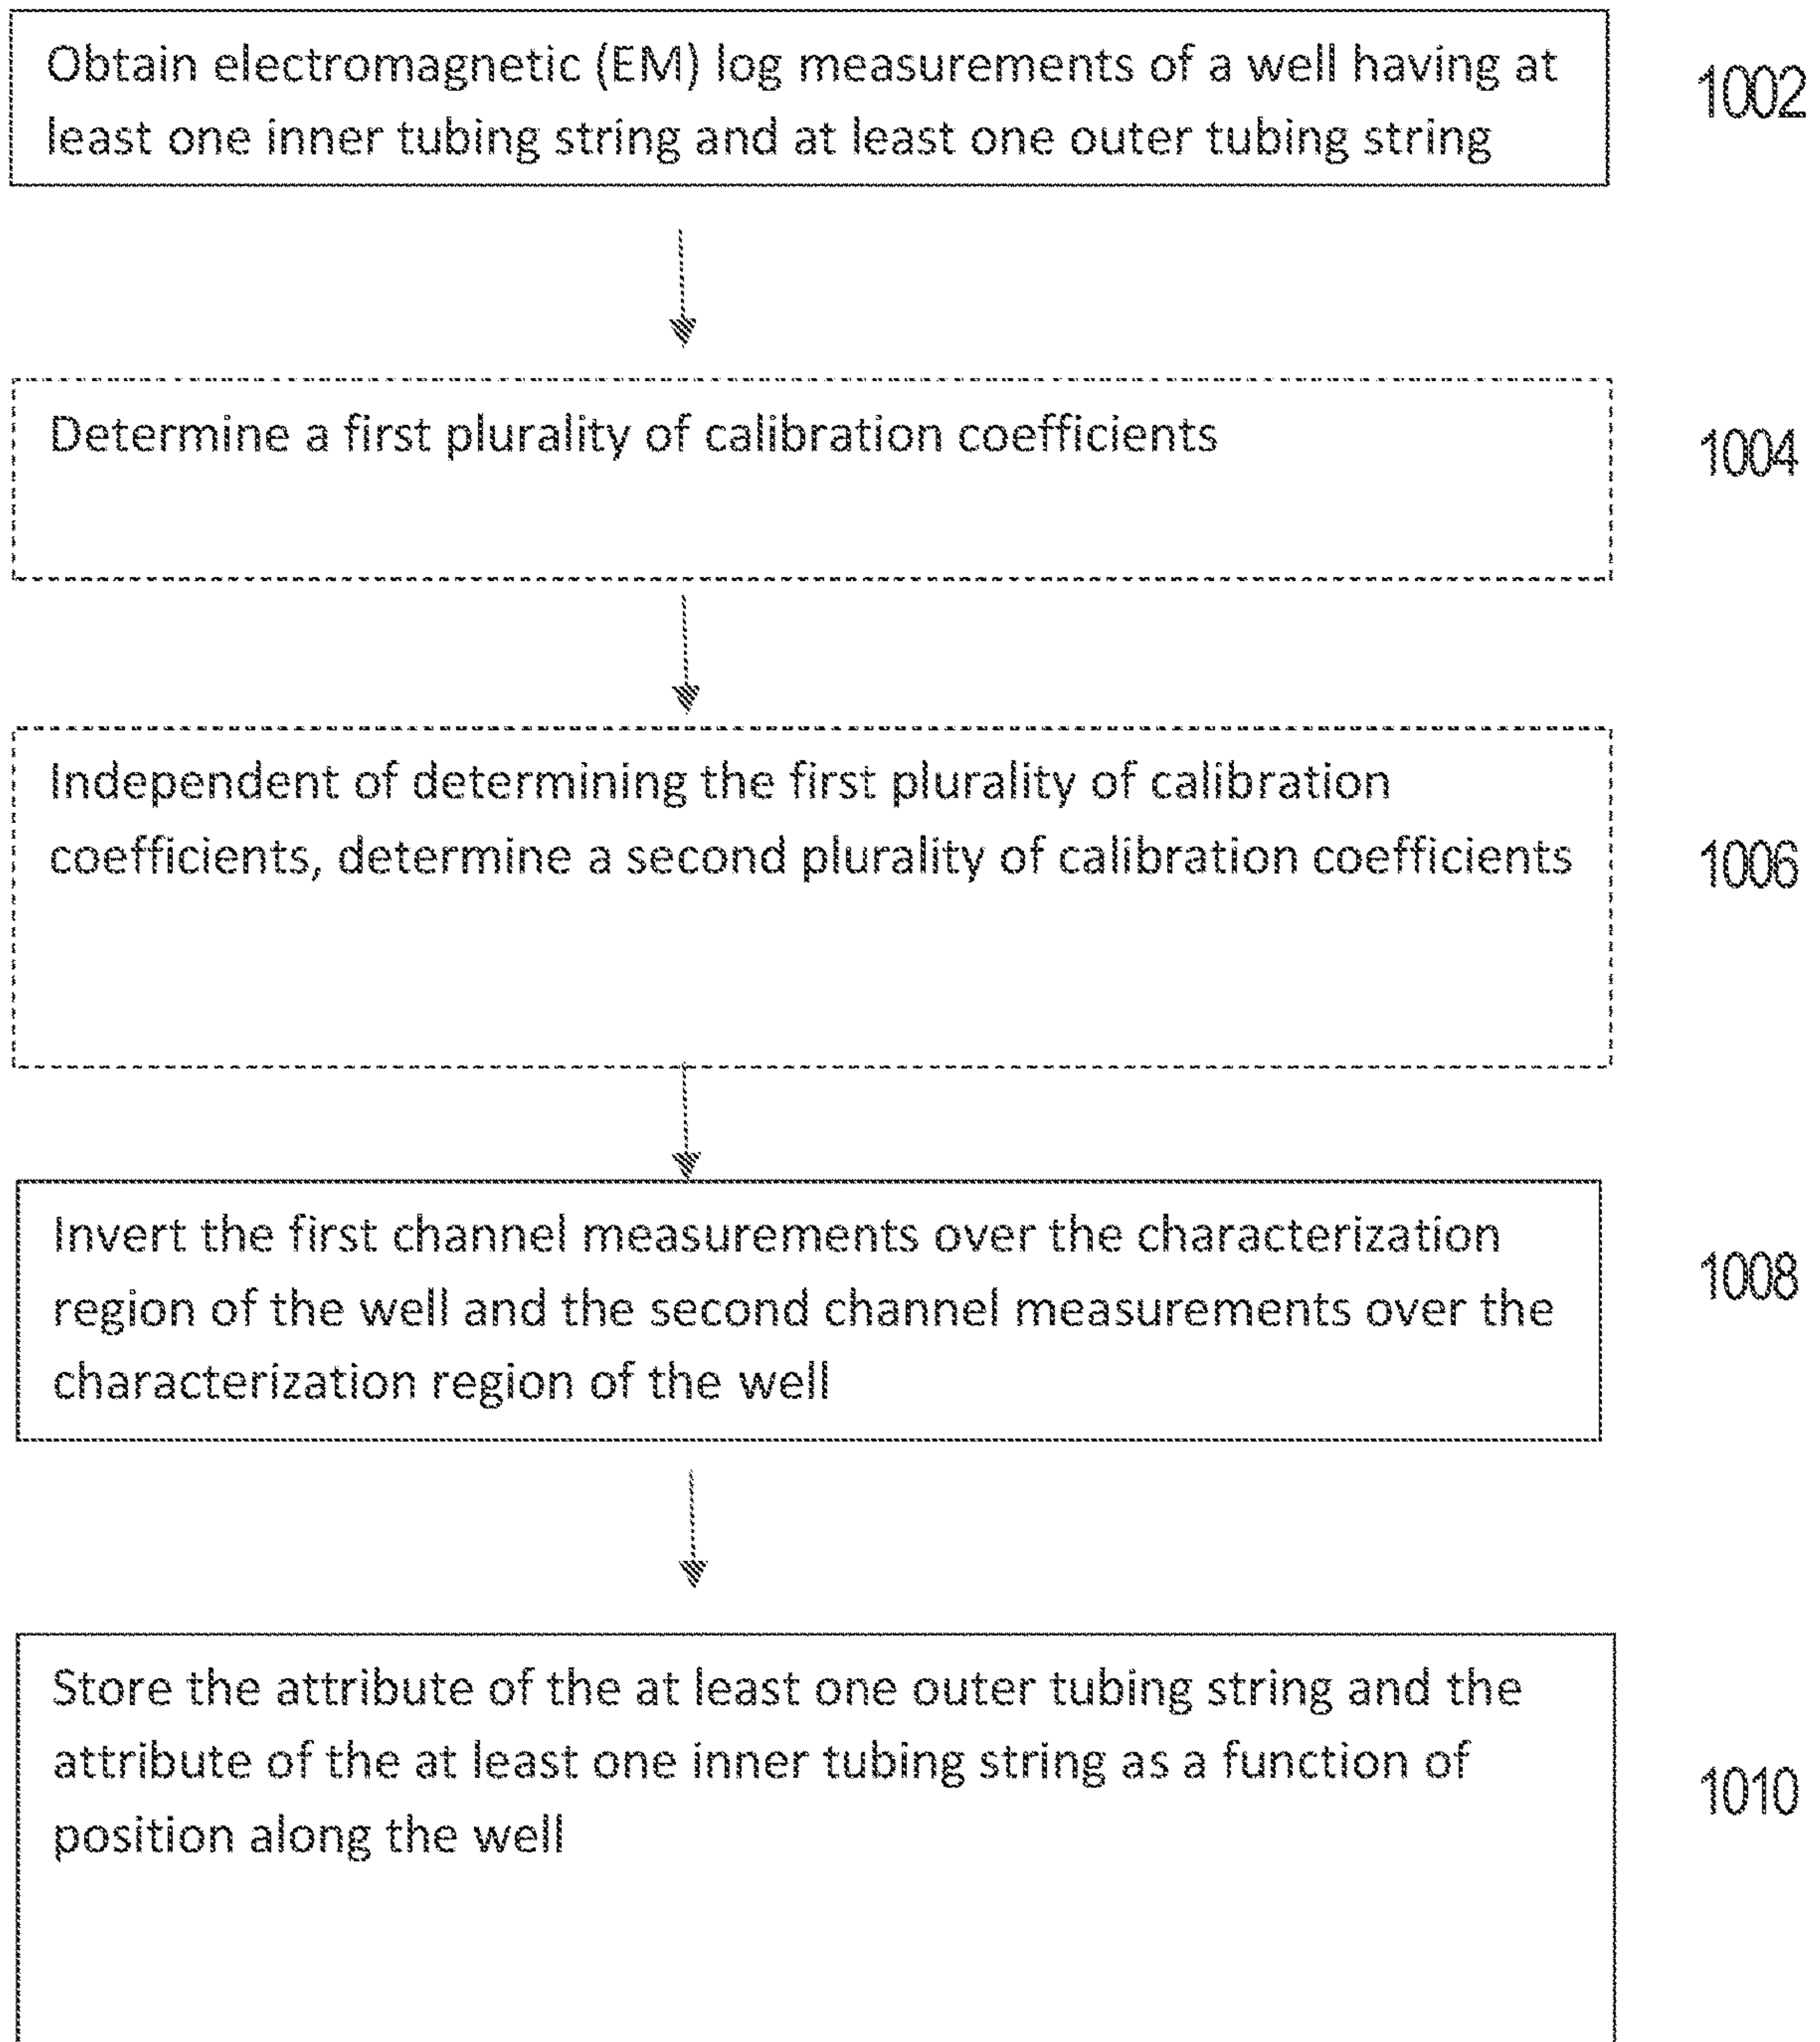 Obtain electromagnetic (EM) log measurements of a well having at
least one inner tubing string and at least one outer tubing string
1002
Determine a first plurality of calibration coefficients
1004
Independent of determining the first plurality of calibration
coefficients, determine a second plurality of calibration coefficients
1006
Invert the first channel measurements over the characterization
region of the well and the second channel measurements over the
characterization region of the well
1008
Store the attribute of the at least one outer tubing string and the
attribute of the at least one inner tubing string as a function of
position along the well
1010